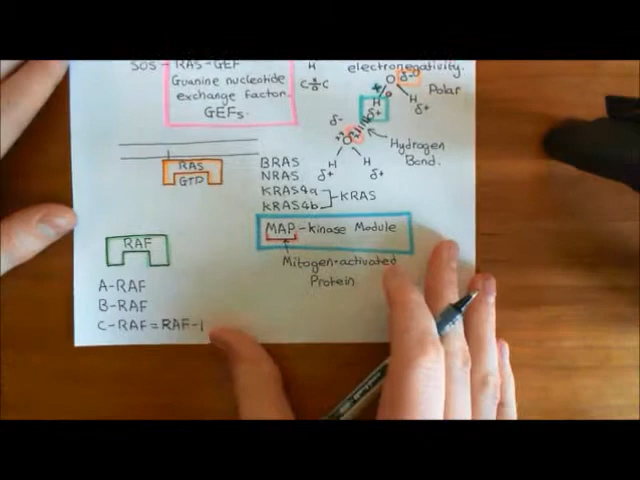 SOS - RAS-GEF
Guanine nucleotide
exchange factor.
GEFs.
H
electronegativity.
O δ-
Polar
H
δ+
H
δ+
δ-
O
Hydrogen
Bond.
H
δ+
H
δ+
RAS
GTP
BRAS
NRAS
KRAS4a
KRAS4b
KRAS
MAP-kinase Module
Mitogen-activated
Protein
RAF
A-RAF
B-RAF
C-RAF = RAF-1